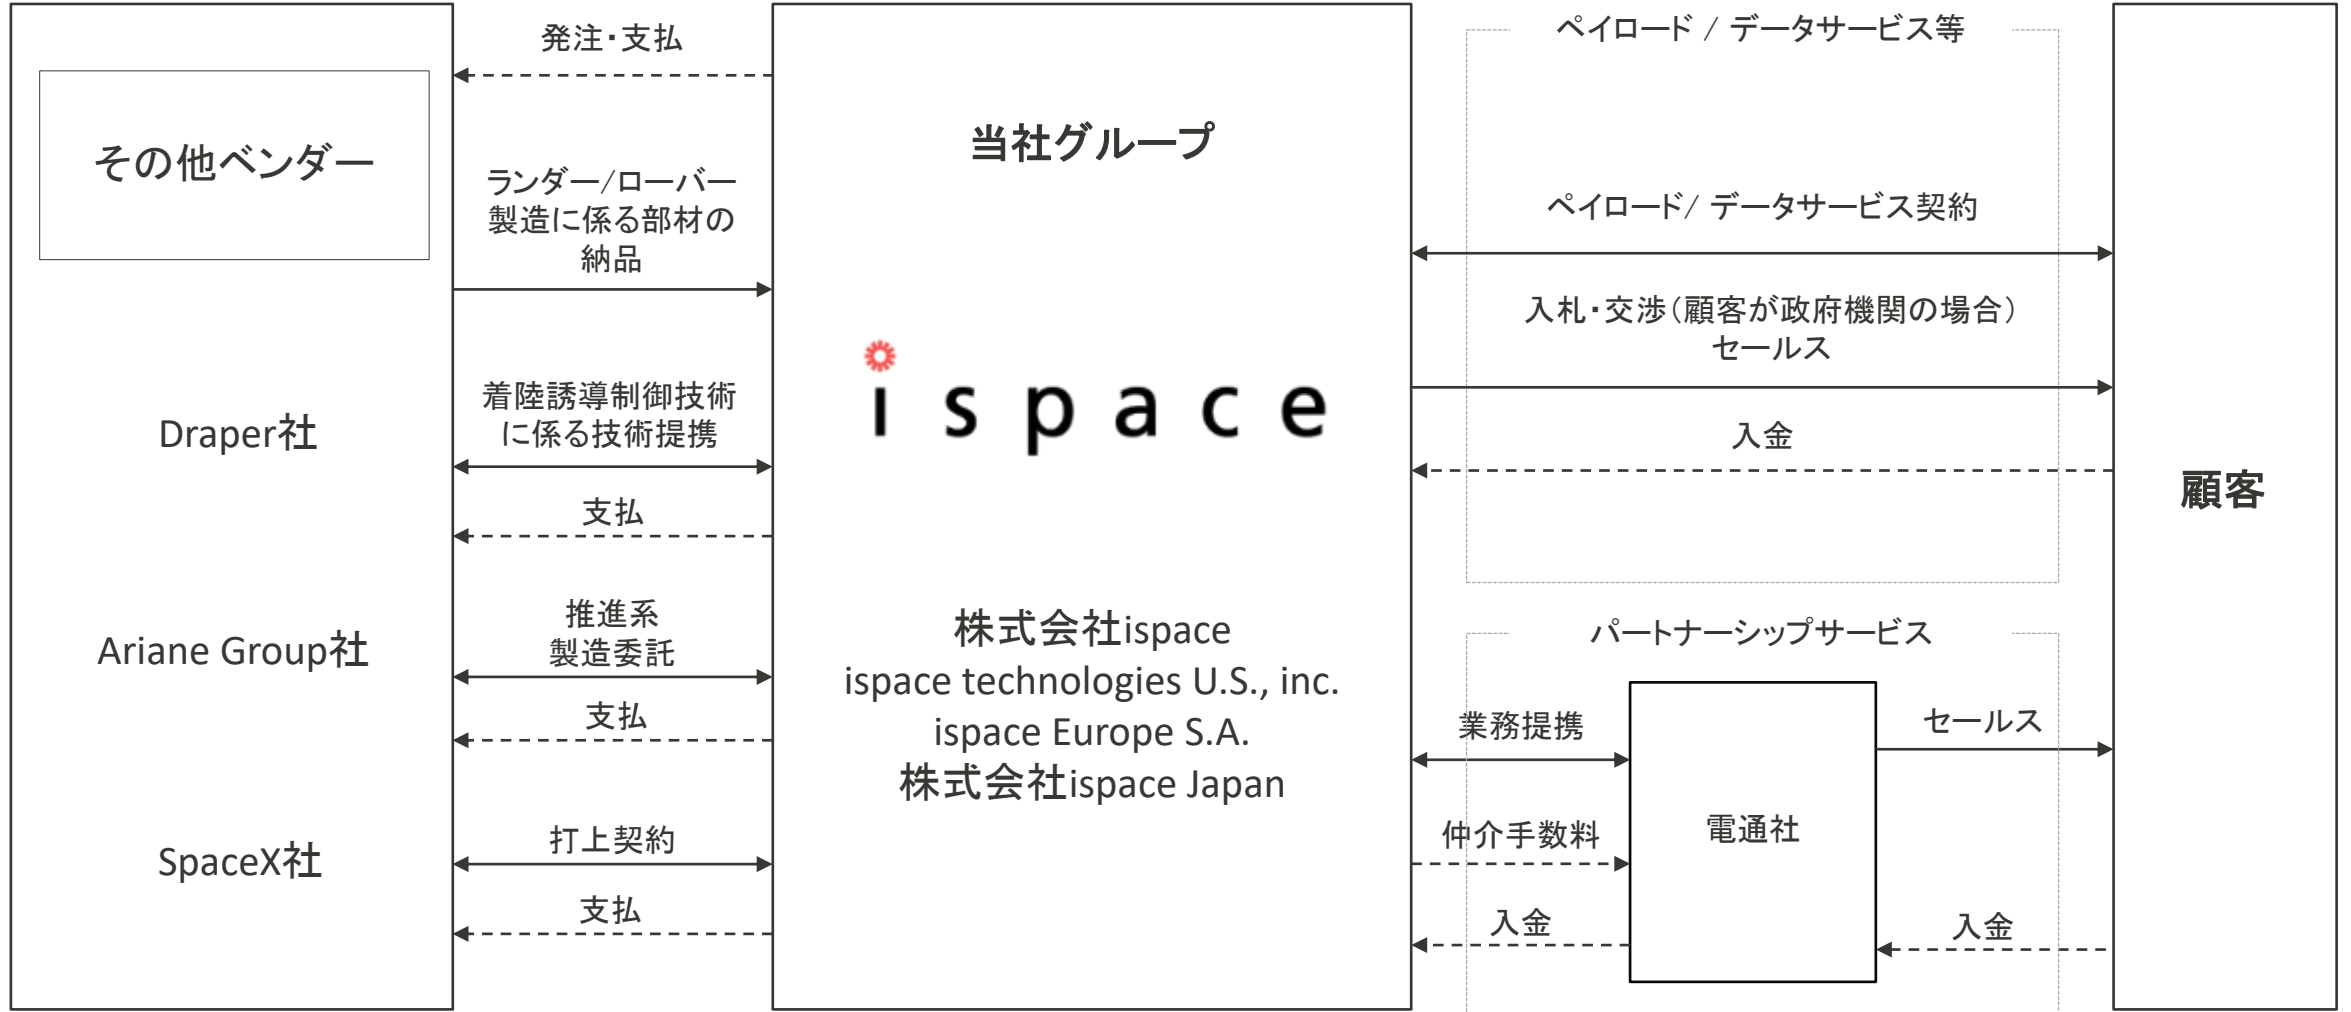 その他ベンダー
Draper社
Ariane Group社
SpaceX社
発注・支払
ランダー/ローバー
製造に係る部材の
納品
着陸誘導制御技術
に係る技術提携
支払
推進系
製造委託
支払
打上契約
支払
当社グループ
ispace
株式会社ispace
ispace technologies U.S., inc.
ispace Europe S.A.
株式会社ispace Japan
ペイロード / データサービス等
ペイロード/ データサービス契約
入札・交渉(顧客が政府機関の場合)
セールス
入金
パートナーシップサービス
業務提携
仲介手数料
入金
電通社
セールス
入金
顧客